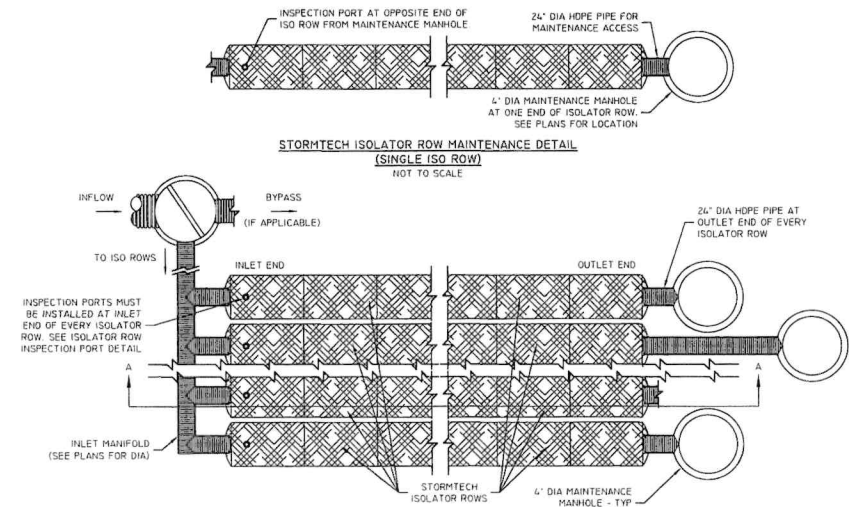 INSPECTION PORT AT OPPOSITE END OF
ISO ROW FROM MAINTENANCE MANHOLE
24" DIA HDPE PIPE FOR
MAINTENANCE ACCESS
4' DIA MAINTENANCE MANHOLE
AT ONE END OF ISOLATOR ROW.
SEE PLANS FOR LOCATION
STORMTECH ISOLATOR ROW MAINTENANCE DETAIL
(SINGLE ISO ROW)
NOT TO SCALE
INFLOW
BYPASS
(IF APPLICABLE)
24" DIA HDPE PIPE AT
OUTLET END OF EVERY
ISOLATOR ROW
TO ISO ROWS
INLET END
OUTLET END
INSPECTION PORTS MUST
BE INSTALLED AT INLET
END OF EVERY ISOLATOR
ROW. SEE ISOLATOR ROW
INSPECTION PORT DETAIL
A
A
INLET MANIFOLD
(SEE PLANS FOR DIA)
STORMTECH
ISOLATOR ROWS
4' DIA MAINTENANCE
MANHOLE - TYP